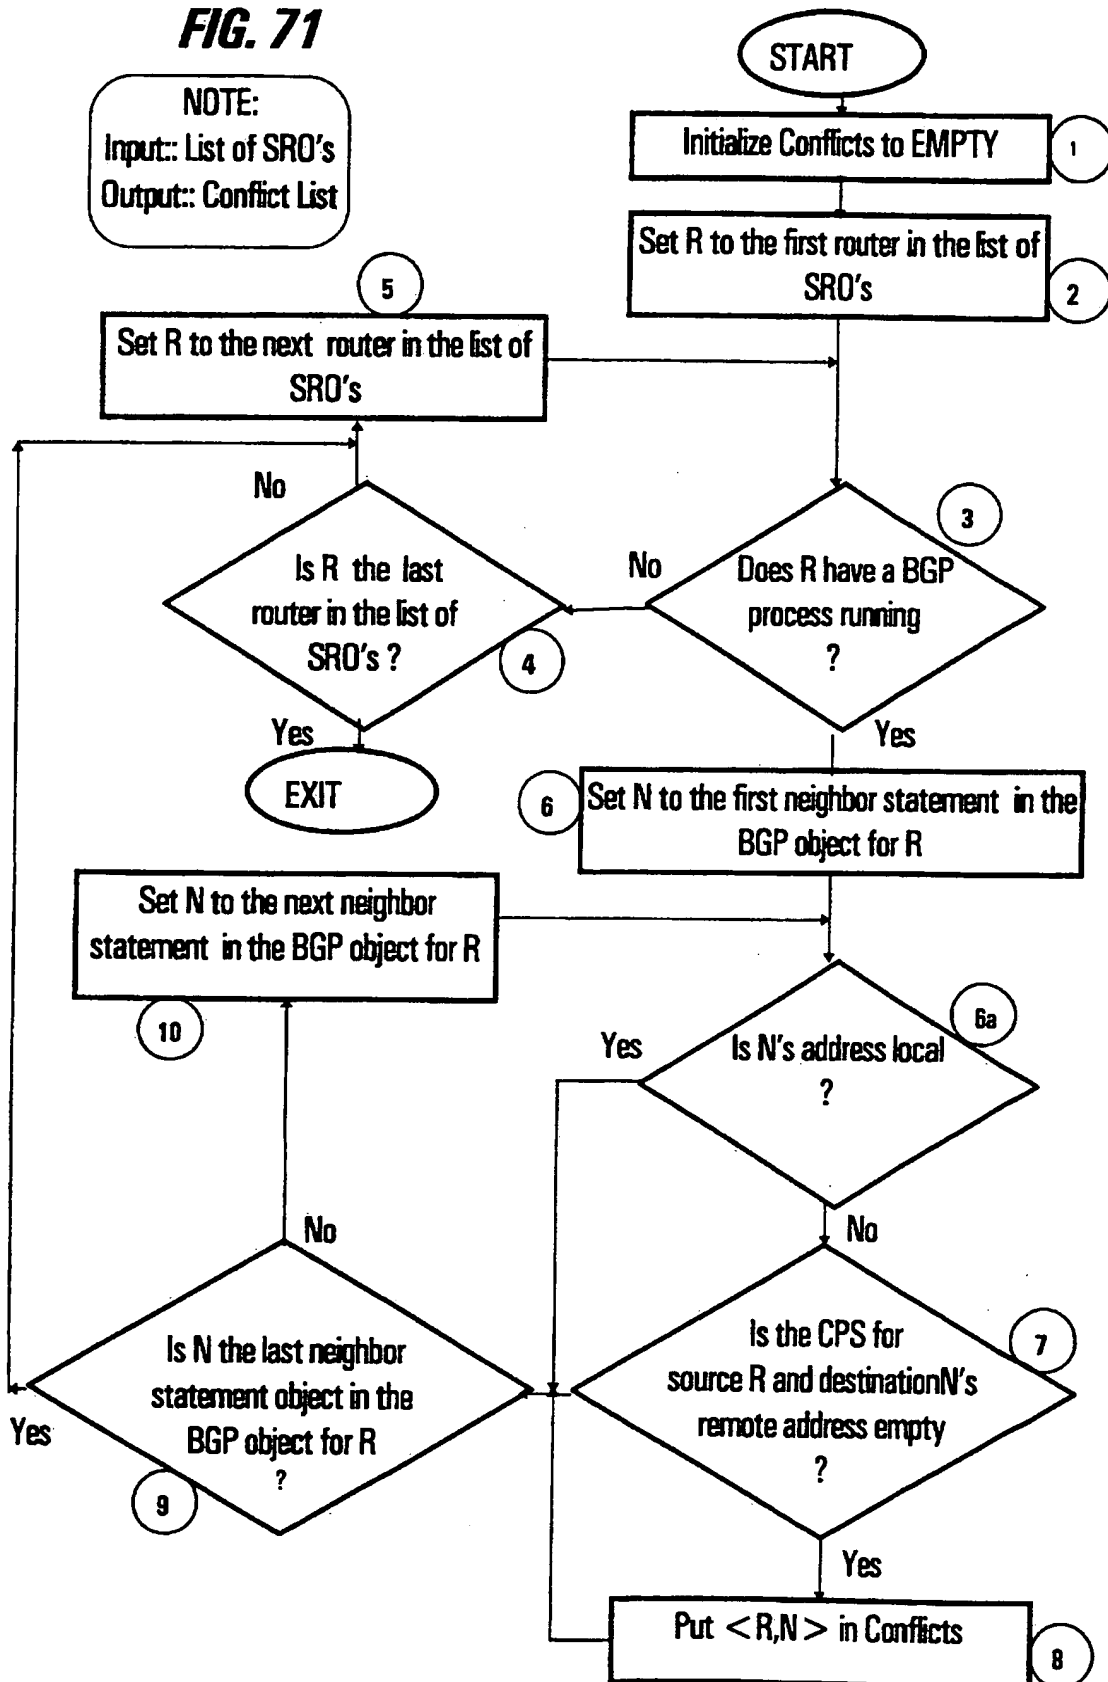 FIG. 71
NOTE:
Input:: List of SRO's
Output:: Conflict List
START
Initialize Conflicts to EMPTY
1
Set R to the first router in the list of
SRO's
2
5
Set R to the next router in the list of
SRO's
No
Is R the last
router in the list of
SRO's ?
4
Yes
EXIT
No
3
Does R have a BGP
process running
?
Yes
6
Set N to the first neighbor statement in the
BGP object for R
Set N to the next neighbor
statement in the BGP object for R
10
6a
Yes
Is N's address local
?
No
No
Is N the last neighbor
statement object in the
BGP object for R
?
Yes
9
7
Is the CPS for
source R and destinationN's
remote address empty
?
Yes
Put <R,N> in Conflicts
8